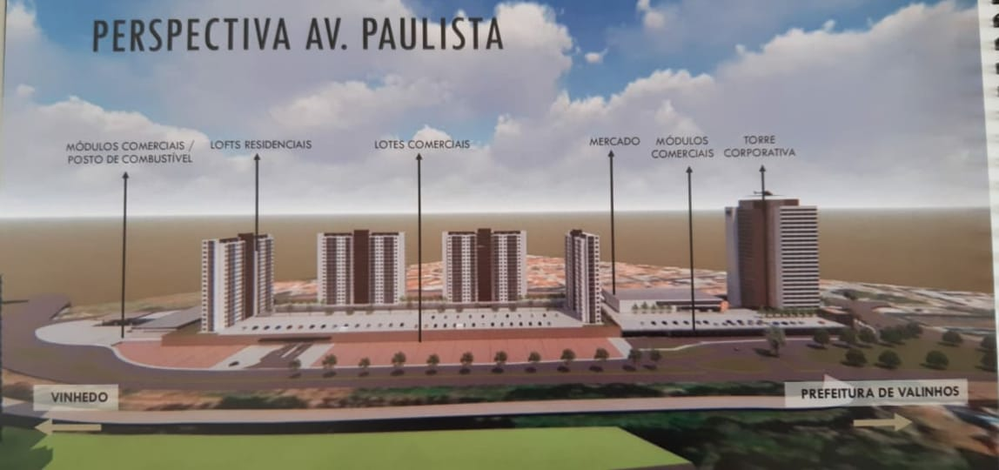 PERSPECTIVA AV. PAULISTA
MÓDULOS COMERCIAIS /
POSTO DE COMBUSTÍVEL
LOFTS RESIDENCIAIS
LOTES COMERCIAIS
MERCADO
MÓDULOS
COMERCIAIS
TORRE
CORPORATIVA
VINHEDO
PREFEITURA DE VALINHOS